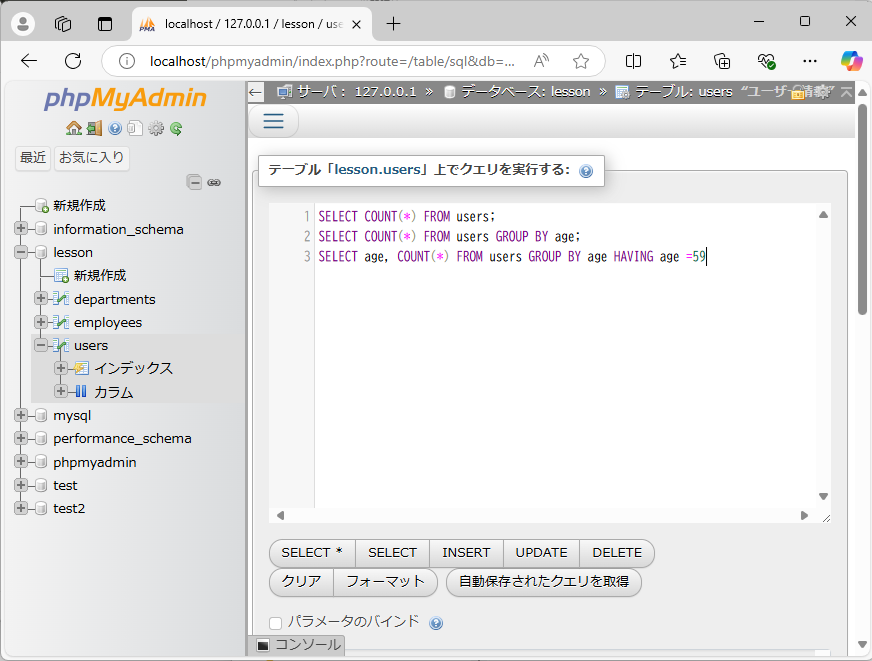 localhost / 127.0.0.1 / lesson / use
localhost/phpmyadmin/index.php?route=/table/sql&db=...
phpMyAdmin
最近 お気に入り
新規作成
information_schema
lesson
新規作成
departments
employees
users
インデックス
カラム
mysql
performance_schema
phpmyadmin
test
test2
サーバ: 127.0.0.1 » データベース: lesson » テーブル: users “ユーザー情報”
テーブル「lesson.users」上でクエリを実行する:
1 SELECT COUNT(*) FROM users;
2 SELECT COUNT(*) FROM users GROUP BY age;
3 SELECT age, COUNT(*) FROM users GROUP BY age HAVING age =59
SELECT * SELECT INSERT UPDATE DELETE
クリア フォーマット 自動保存されたクエリを取得
パラメータのバインド
コンソール